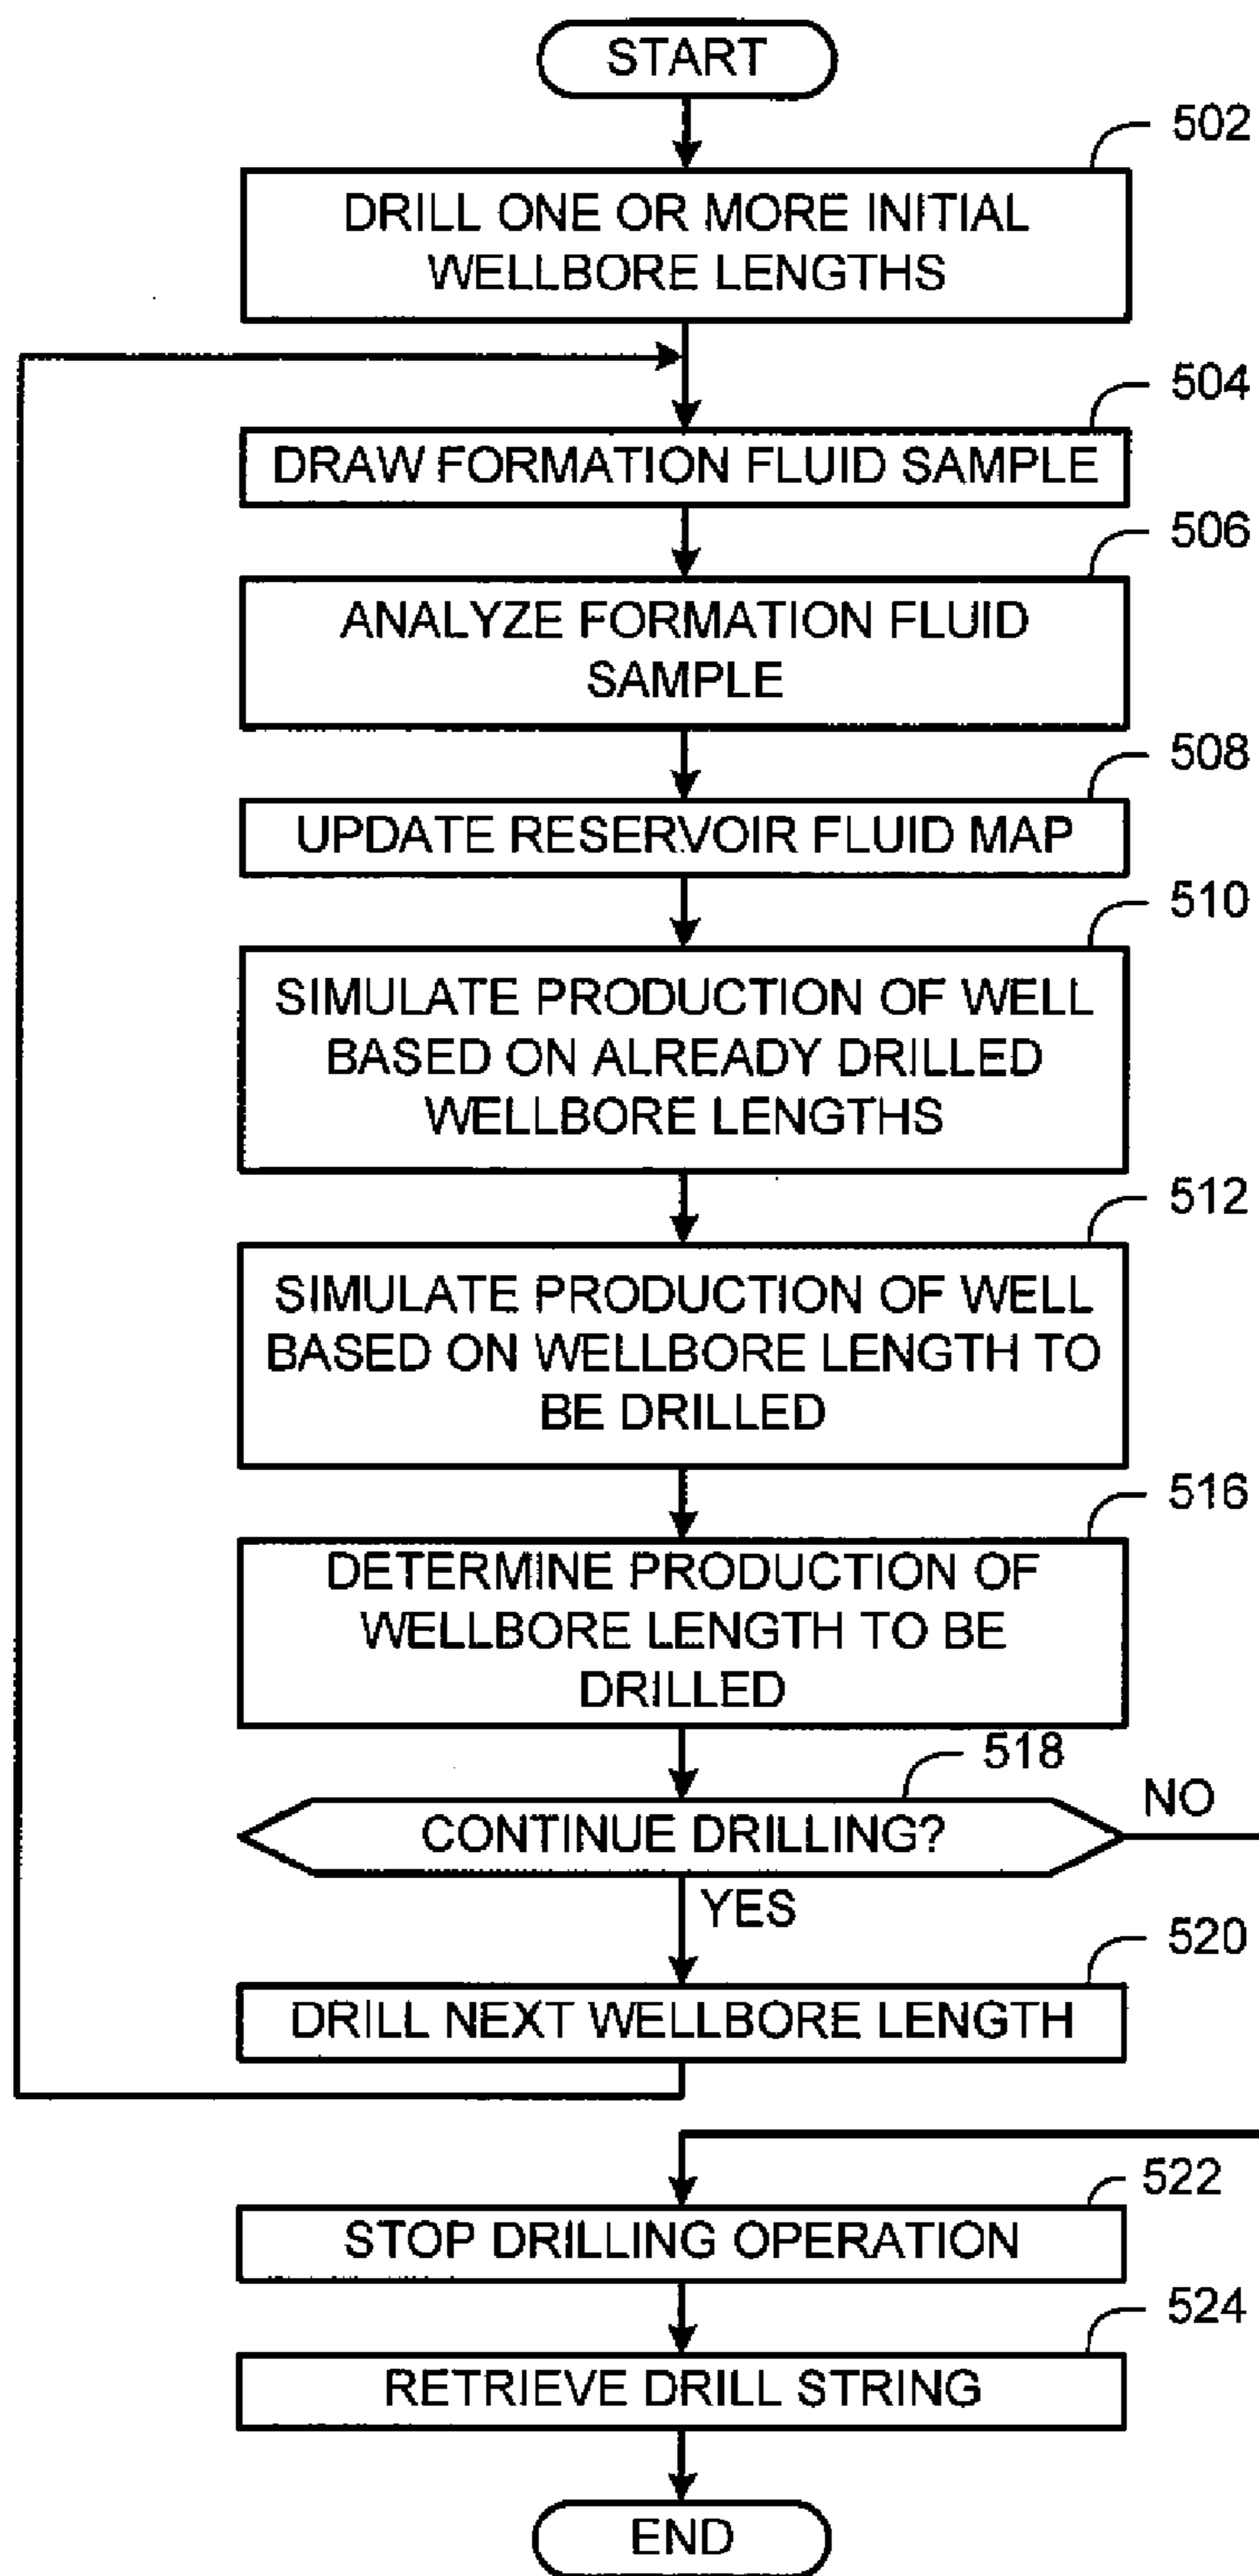 START
502
DRILL ONE OR MORE INITIAL
WELLBORE LENGTHS
504
DRAW FORMATION FLUID SAMPLE
506
ANALYZE FORMATION FLUID
SAMPLE
508
UPDATE RESERVOIR FLUID MAP
510
SIMULATE PRODUCTION OF WELL
BASED ON ALREADY DRILLED
WELLBORE LENGTHS
512
SIMULATE PRODUCTION OF WELL
BASED ON WELLBORE LENGTH TO
BE DRILLED
516
DETERMINE PRODUCTION OF
WELLBORE LENGTH TO BE
DRILLED
518
CONTINUE DRILLING?
NO
YES
520
DRILL NEXT WELLBORE LENGTH
522
STOP DRILLING OPERATION
524
RETRIEVE DRILL STRING
END